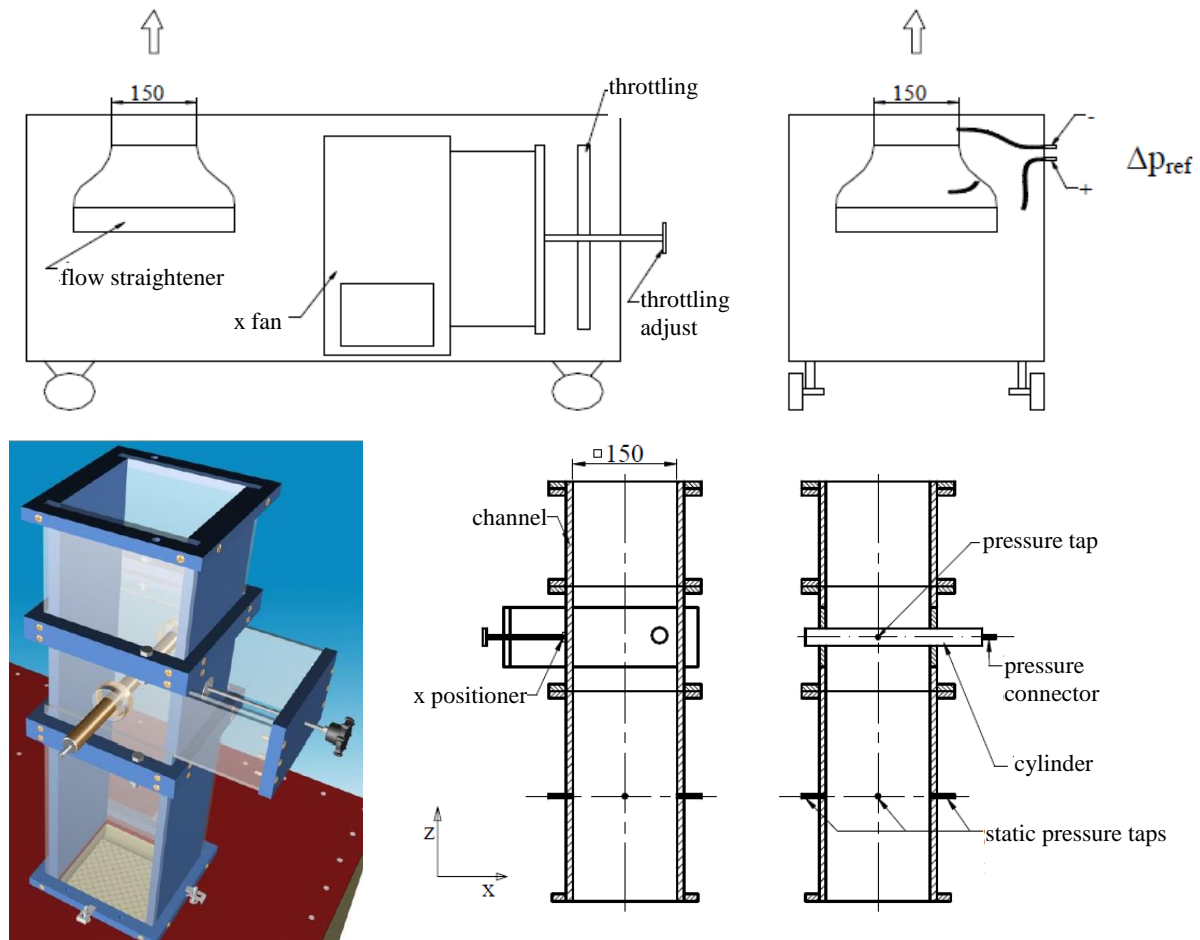 150
throttling
flow straightener
x fan
throttling
adjust
150
-
+
Δpref
□150
channel
x positioner
z
x
pressure tap
pressure
connector
cylinder
static pressure taps